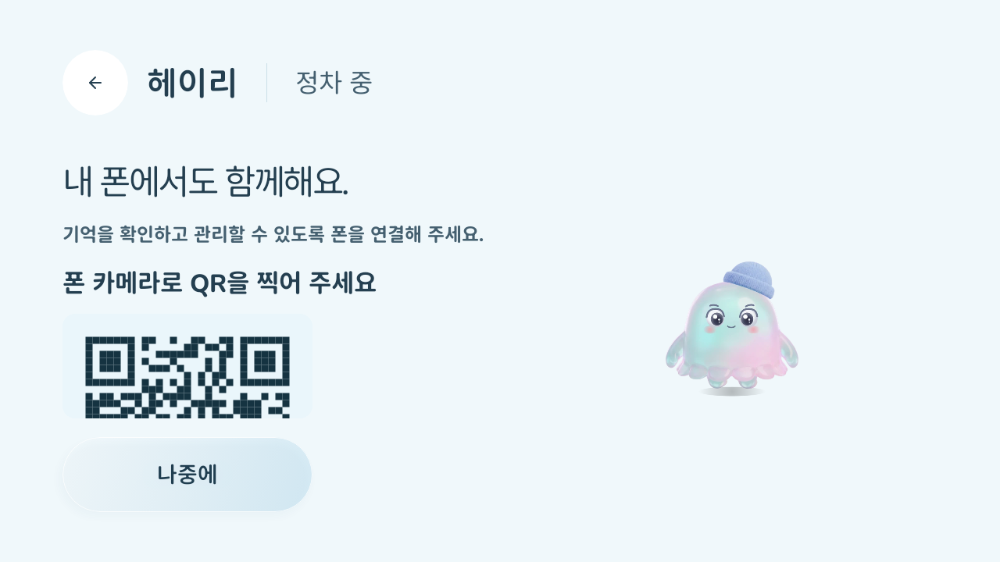 헤이리
정차 중
내 폰에서도 함께해요.
기억을 확인하고 관리할 수 있도록 폰을 연결해 주세요.
폰 카메라로 QR을 찍어 주세요
나중에